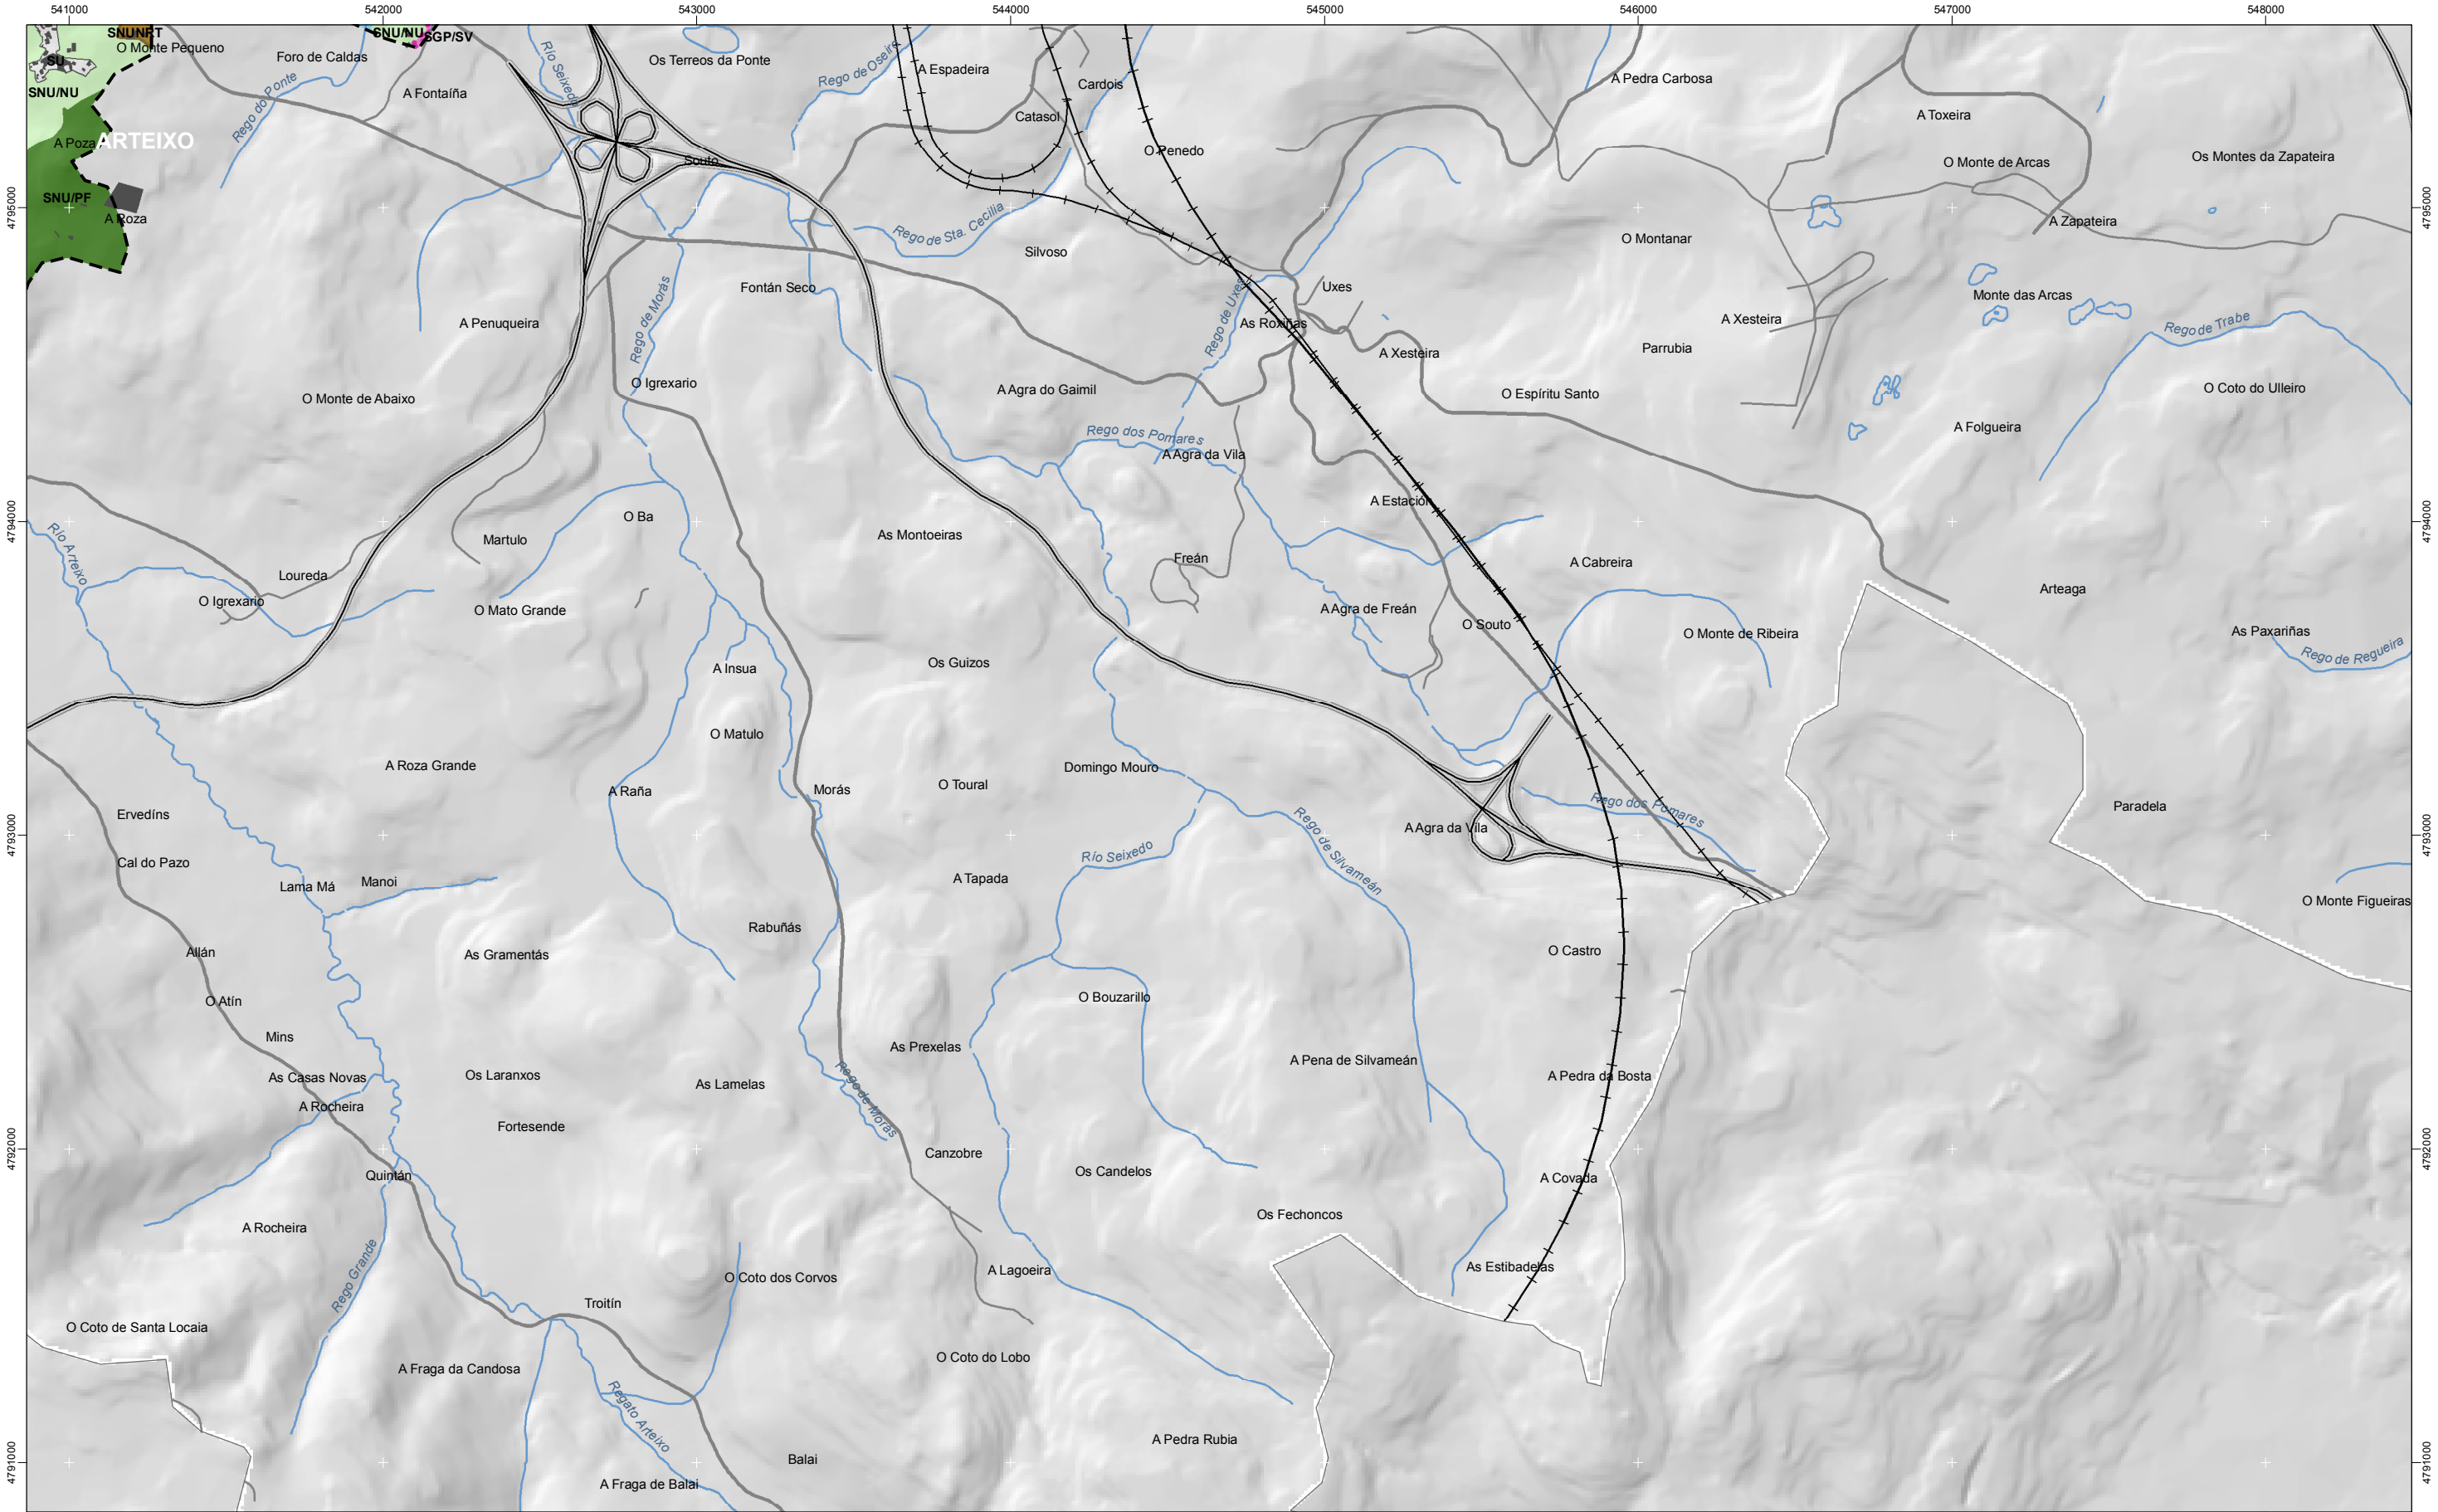 541000
542000
543000
544000
545000
546000
547000
548000
SNUNRT
O Monte Pequeno
SU
SNU/NU
SNU/NU
SGP/SV
Foro de Caldas
Rego do Ponte
A Fontaíña
Río Seixedo
Os Terreos da Ponte
Rego de Oseiro
A Espadeira
Cardois
Catasol
O Penedo
A Pedra Carbosa
A Toxeira
O Monte de Arcas
Os Montes da Zapateira
A Poza
ARTEIXO
SNU/PF
A Roza
Souto
4795000
4795000
Rego de Sta. Cecilia
Silvoso
O Montanar
A Zapateira
Fontán Seco
Rego de Morás
Uxes
Rego de Uxes
As Roxiñas
Monte das Arcas
A Xesteira
Rego de Trabe
A Penuqueira
A Xesteira
Parrubia
O Igrexario
O Monte de Abaixo
A Agra do Gaimil
O Espíritu Santo
O Coto do Ulleiro
A Folgueira
Rego dos Pomares
A Agra da Vila
A Estación
4794000
4794000
Río Arteixo
O Ba
Martulo
As Montoeiras
Freán
A Cabreira
Loureda
O Igrexario
O Mato Grande
A Agra de Freán
O Souto
O Monte de Ribeira
Arteaga
As Paxariñas
Rego de Regueira
A Insua
Os Guizos
O Matulo
A Roza Grande
A Raña
Morás
O Toural
Domingo Mouro
Rego dos Pomares
Paradela
Ervedíns
A Agra da Vila
4793000
4793000
Cal do Pazo
Río Seixedo
Rego de Silvameán
Lama Má
Manoi
A Tapada
O Monte Figueiras
Rabuñás
Allán
As Gramentás
O Castro
O Atín
O Bouzarillo
Mins
As Prexelas
A Pena de Silvameán
As Casas Novas
Os Laranxos
As Lamelas
Rego de Morás
A Pedra da Bosta
A Rocheira
Fortesende
4792000
4792000
Canzobre
Quintán
Os Candelos
A Covada
A Rocheira
Os Fechoncos
Rego Grande
O Coto dos Corvos
A Lagoeira
As Estibadelas
Troitín
O Coto de Santa Locaia
A Fraga da Candosa
O Coto do Lobo
Regato Arteixo
A Pedra Rubia
4791000
4791000
Balai
A Fraga de Balai